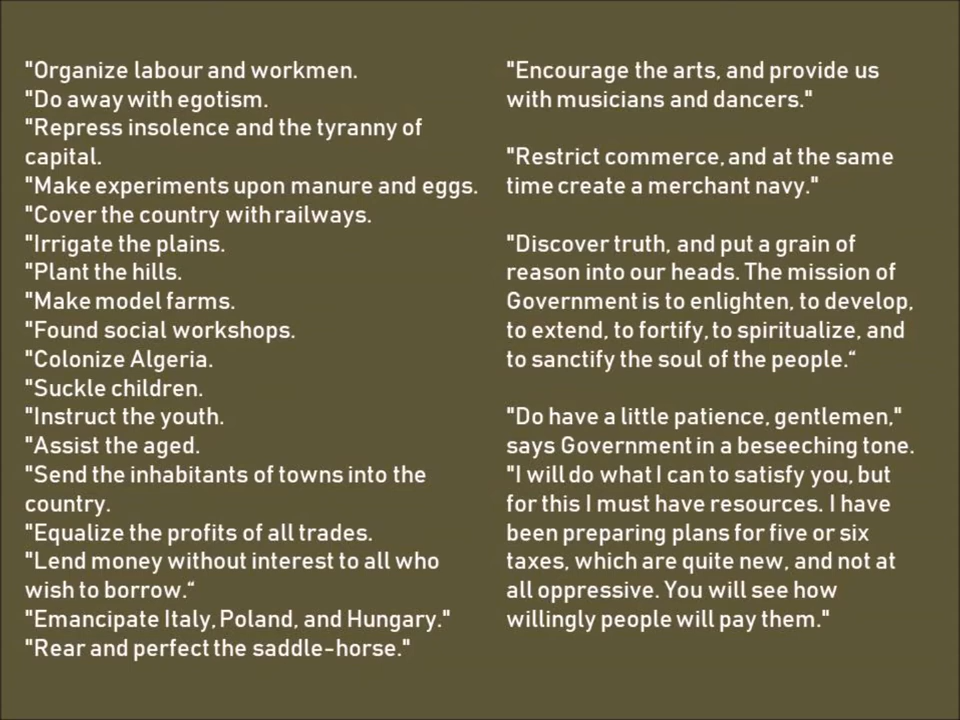 "Organize labour and workmen.
"Do away with egotism.
"Repress insolence and the tyranny of
capital.
"Make experiments upon manure and eggs.
"Cover the country with railways.
"Irrigate the plains.
"Plant the hills.
"Make model farms.
"Found social workshops.
"Colonize Algeria.
"Suckle children.
"Instruct the youth.
"Assist the aged.
"Send the inhabitants of towns into the
country.
"Equalize the profits of all trades.
"Lend money without interest to all who
wish to borrow.“
"Emancipate Italy, Poland, and Hungary."
"Rear and perfect the saddle-horse."
"Encourage the arts, and provide us
with musicians and dancers."
"Restrict commerce, and at the same
time create a merchant navy."
"Discover truth, and put a grain of
reason into our heads. The mission of
Government is to enlighten, to develop,
to extend, to fortify, to spiritualize, and
to sanctify the soul of the people.“
"Do have a little patience, gentlemen,"
says Government in a beseeching tone.
"I will do what I can to satisfy you, but
for this I must have resources. I have
been preparing plans for five or six
taxes, which are quite new, and not at
all oppressive. You will see how
willingly people will pay them."